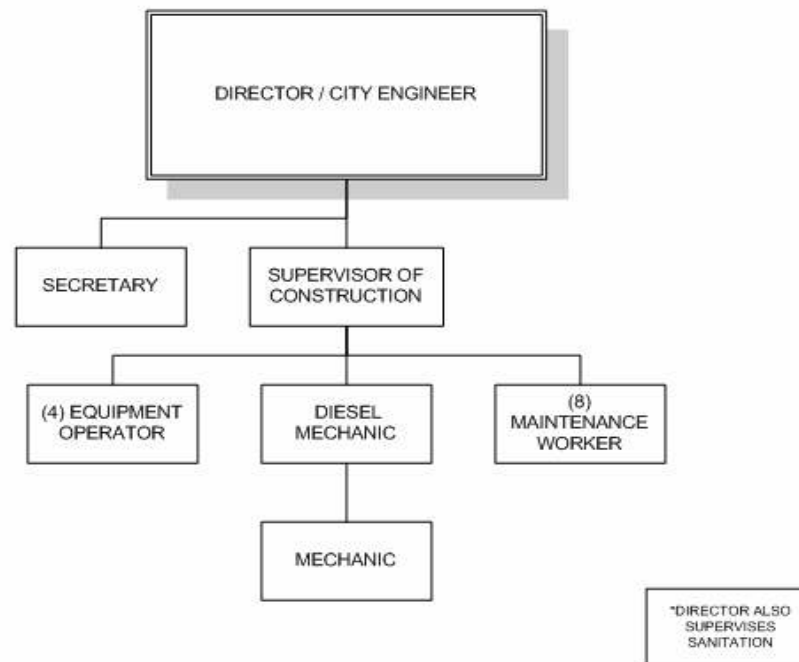 DIRECTOR / CITY ENGINEER
SECRETARY
SUPERVISOR OF
CONSTRUCTION
(4) EQUIPMENT
OPERATOR
DIESEL
MECHANIC
(8)
MAINTENANCE
WORKER
MECHANIC
*DIRECTOR ALSO
SUPERVISES
SANITATION